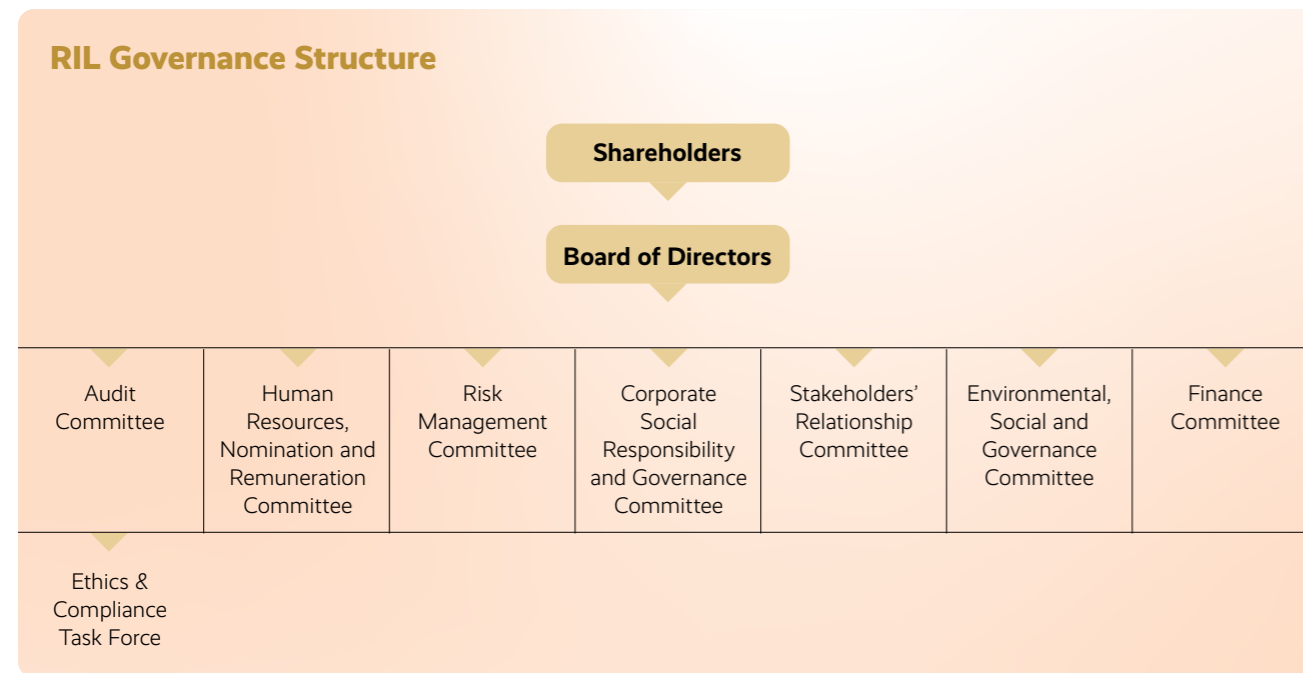 RIL Governance Structure
Shareholders
Board of Directors
Audit
Committee
Human
Resources,
Nomination and
Remuneration
Committee
Risk
Management
Committee
Corporate
Social
Responsibility
and Governance
Committee
Stakeholders’
Relationship
Committee
Environmental,
Social and
Governance
Committee
Finance
Committee
Ethics &
Compliance
Task Force